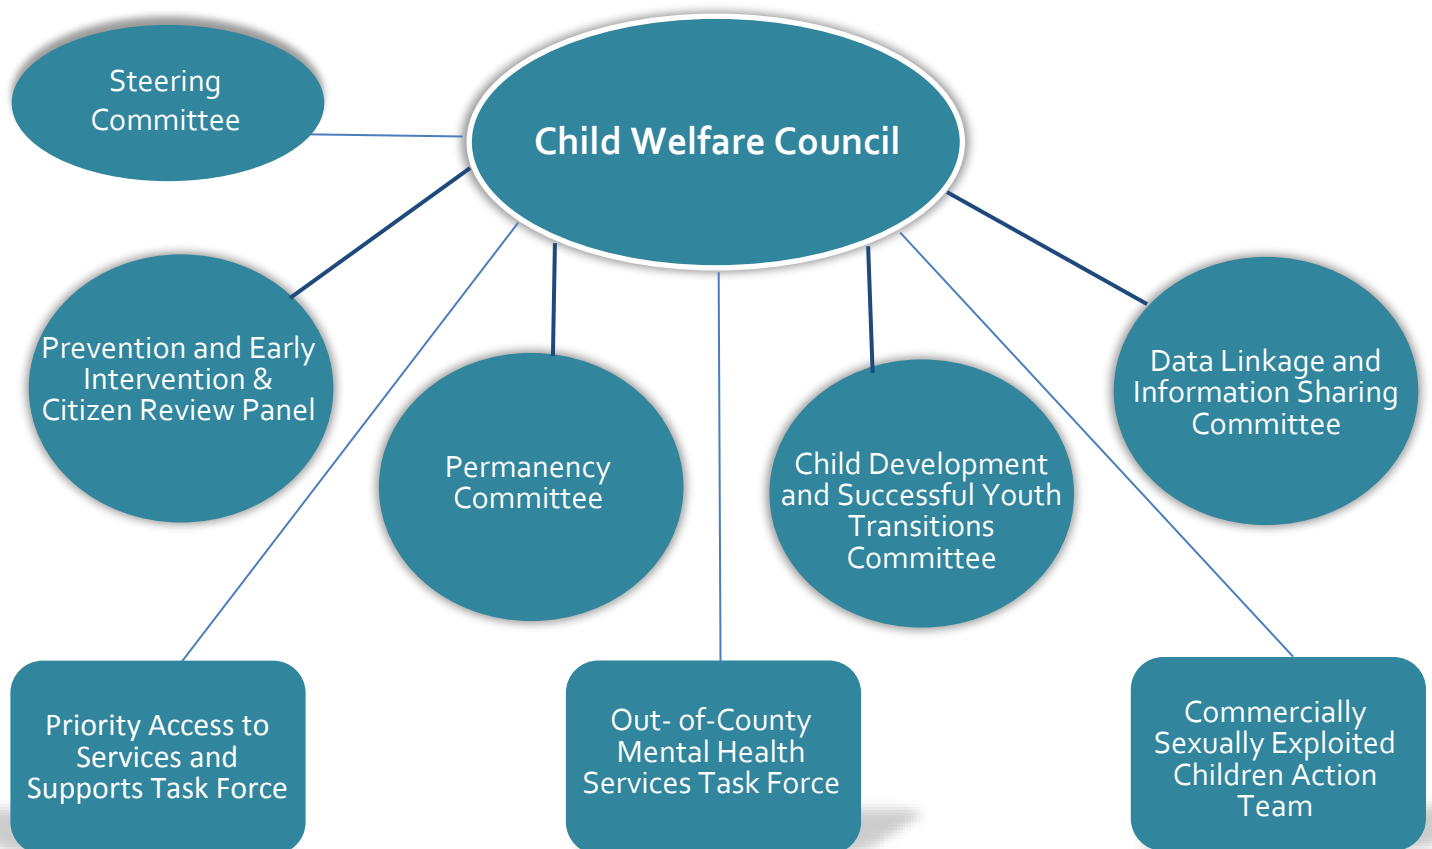 Steering
Committee
Child Welfare Council
Prevention and Early
Intervention &
Citizen Review Panel
Permanency
Committee
Child Development
and Successful Youth
Transitions
Committee
Data Linkage and
Information Sharing
Committee
Priority Access to
Services and
Supports Task Force
Out- of-County
Mental Health
Services Task Force
Commercially
Sexually Exploited
Children Action
Team